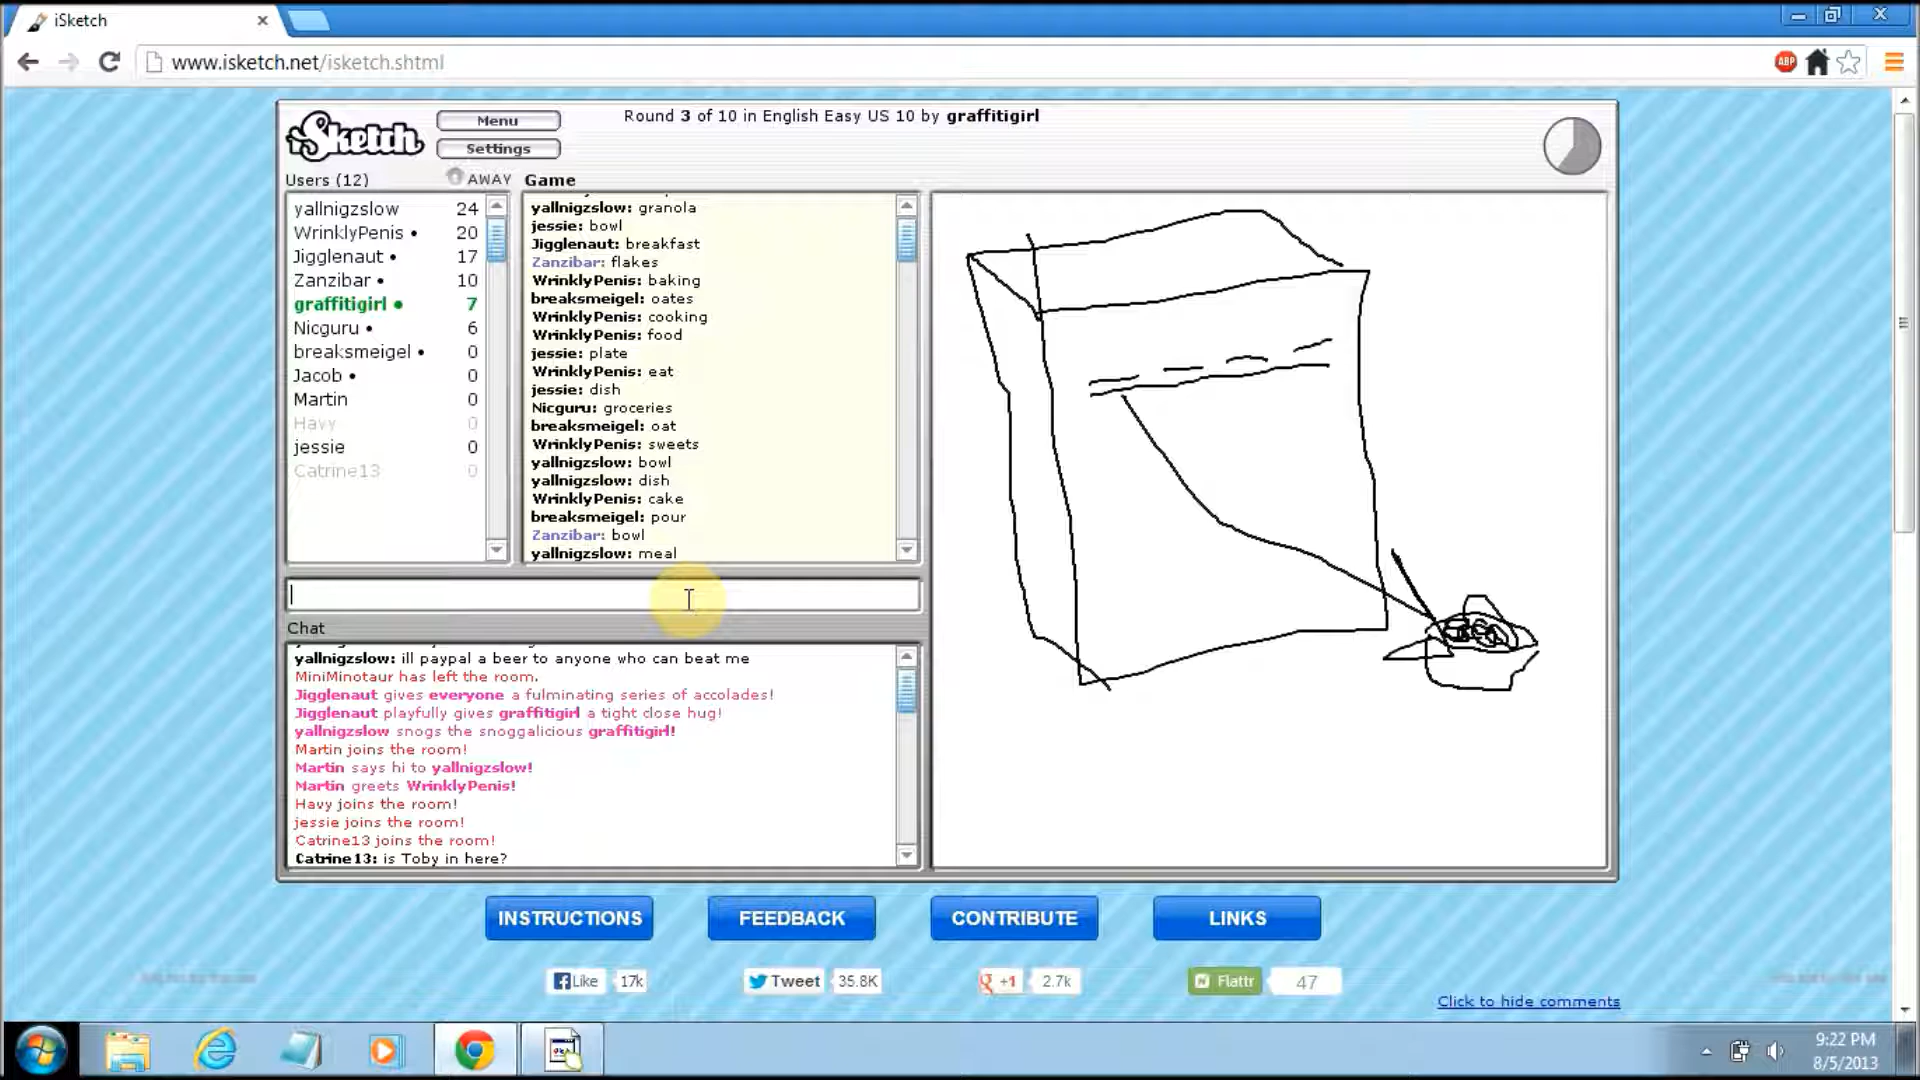 iSketch
www.isketch.net/isketch.shtml
ABP
iSketch
Menu
Settings
Round 3 of 10 in English Easy US 10 by graffitigirl
Users (12)
AWAY
Game
yallnigzslow 24
WrinklyPenis • 20
Jigglenaut • 17
Zanzibar • 10
graffitigirl • 7
Nicguru • 6
breaksmeigel • 0
Jacob • 0
Martin 0
Havy 0
jessie 0
Catrine13 0
yallnigzslow: granola
jessie: bowl
Jigglenaut: breakfast
Zanzibar: flakes
WrinklyPenis: baking
breaksmeigel: oates
WrinklyPenis: cooking
WrinklyPenis: food
jessie: plate
WrinklyPenis: eat
jessie: dish
Nicguru: groceries
breaksmeigel: oat
WrinklyPenis: sweets
yallnigzslow: bowl
yallnigzslow: dish
WrinklyPenis: cake
breaksmeigel: pour
Zanzibar: bowl
yallnigzslow: meal
Chat
yallnigzslow: ill paypal a beer to anyone who can beat me
MiniMinotaur has left the room.
Jigglenaut gives everyone a fulminating series of accolades!
Jigglenaut playfully gives graffitigirl a tight close hug!
yallnigzslow snogs the snoggalicious graffitigirl!
Martin joins the room!
Martin says hi to yallnigzslow!
Martin greets WrinklyPenis!
Havy joins the room!
jessie joins the room!
Catrine13 joins the room!
Catrine13: is Toby in here?
INSTRUCTIONS
FEEDBACK
CONTRIBUTE
LINKS
Like 17k
Tweet 35.8K
+1 2.7k
Flattr 47
Click to hide comments
9:22 PM
8/5/2013